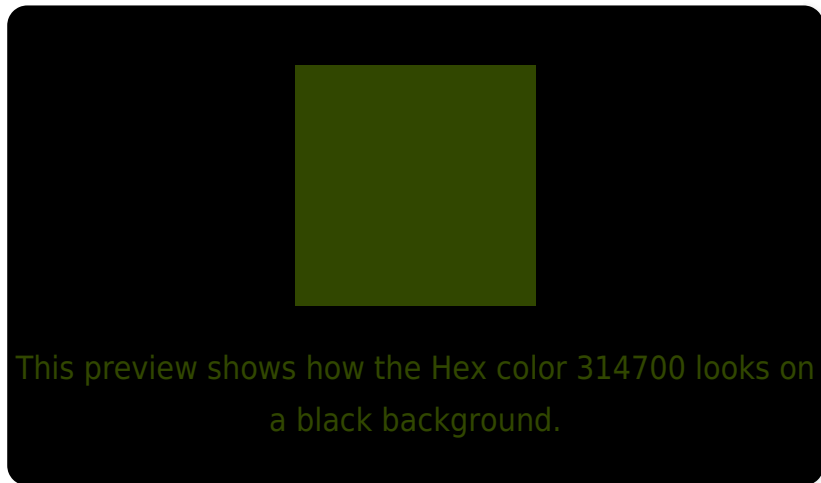 This preview shows how the Hex color 314700 looks on
a black background.